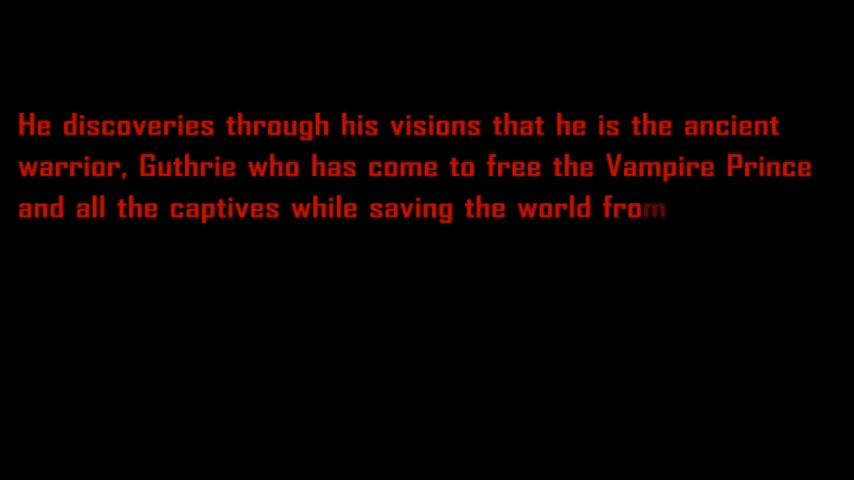 He discoveries through his visions that he is the ancient
warrior, Guthrie who has come to free the Vampire Prince
and all the captives while saving the world from